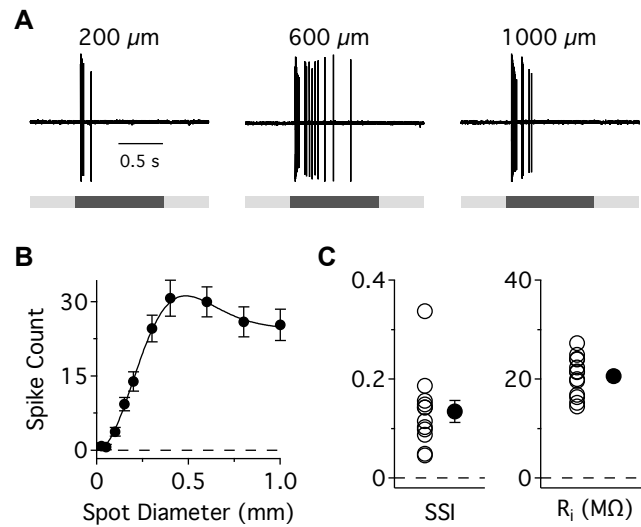 A
200 µm 600 µm 1000 µm
0.5 s
B
Spike Count
30
15
0
0 0.5 1.0
Spot Diameter (mm)
C
0.4
0.2
0
SSI
40
20
0
Ri (MΩ)